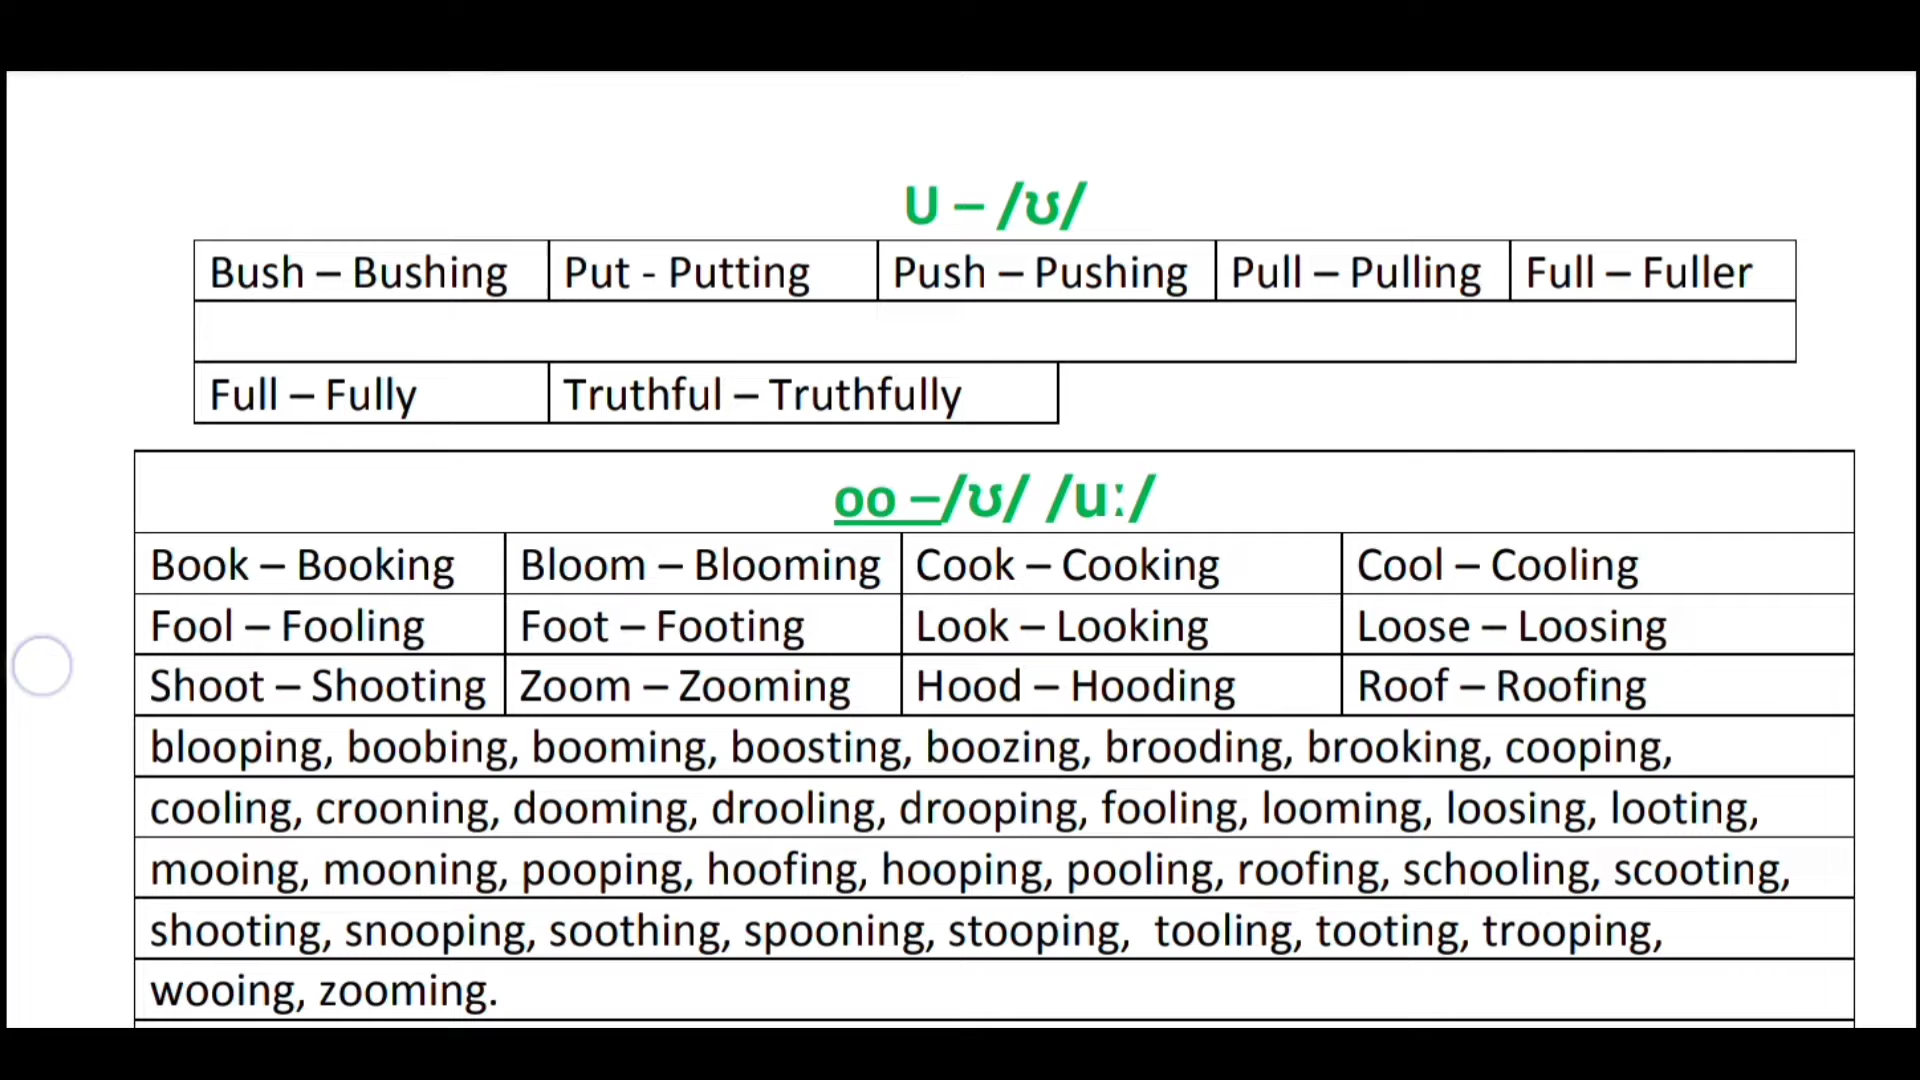 U – /ʊ/
Bush – Bushing Put - Putting Push – Pushing Pull – Pulling Full – Fuller
Full – Fully Truthful – Truthfully
oo –/ʊ/ /uː/
Book – Booking Bloom – Blooming Cook – Cooking Cool – Cooling
Fool – Fooling Foot – Footing Look – Looking Loose – Loosing
Shoot – Shooting Zoom – Zooming Hood – Hooding Roof – Roofing
blooping, boobing, booming, boosting, boozing, brooding, brooking, cooping,
cooling, crooning, dooming, drooling, drooping, fooling, looming, loosing, looting,
mooing, mooning, pooping, hoofing, hooping, pooling, roofing, schooling, scooting,
shooting, snooping, soothing, spooning, stooping, tooling, tooting, trooping,
wooing, zooming.